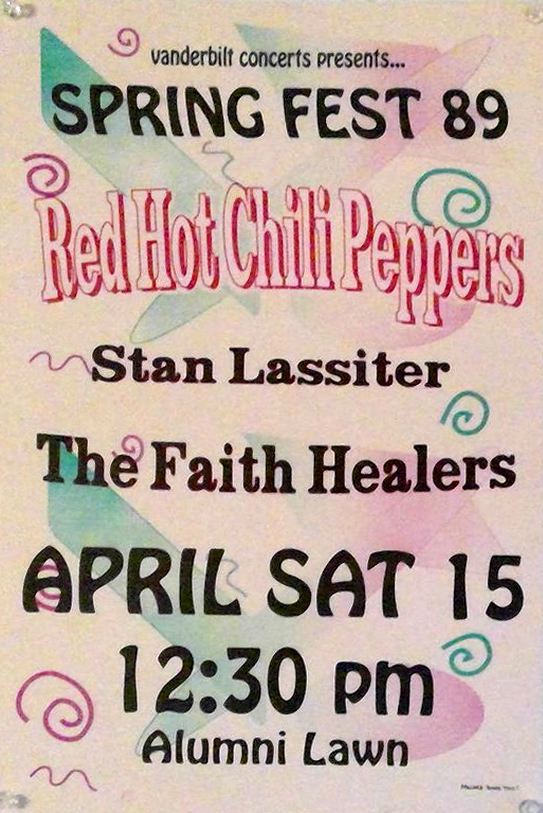 vanderbilt concerts presents...
SPRING FEST 89
Red Hot Chili Peppers
Stan Lassiter
The Faith Healers
APRIL SAT 15
12:30 pm
Alumni Lawn